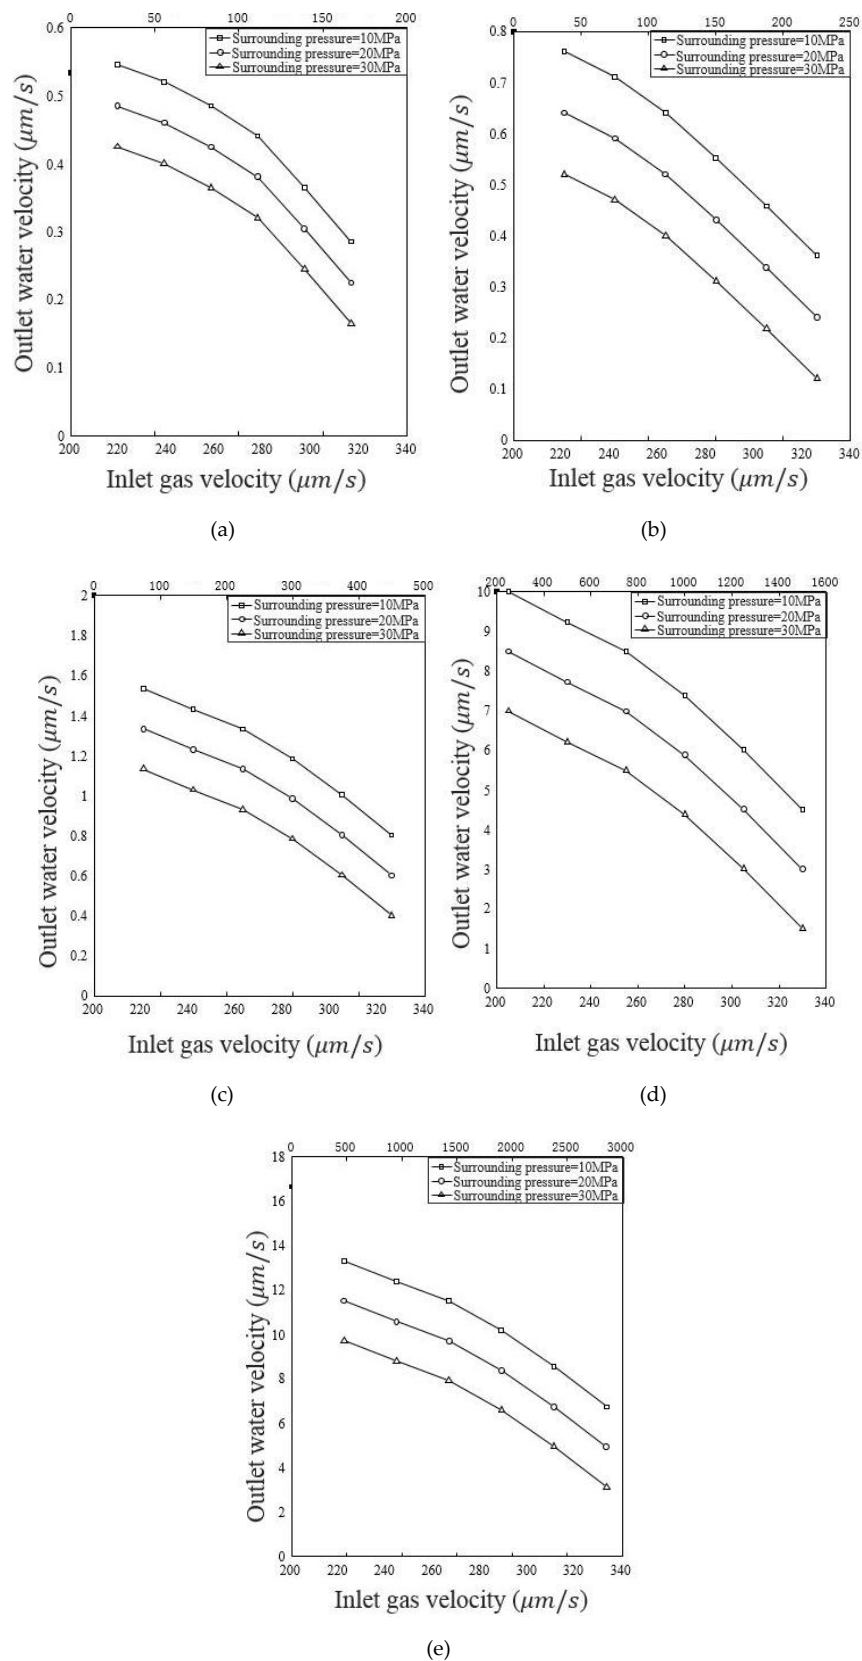 0 50 100 150 200
0.6
Surrounding pressure=10MPa
Surrounding pressure=20MPa
Surrounding pressure=30MPa
0.5
0.4
0.3
0.2
0.1
0
Outlet water velocity (μm/s)
200 220 240 260 280 300 320 340
Inlet gas velocity (μm/s)
(a)
0 50 100 150 200 250
0.8
Surrounding pressure=10MPa
Surrounding pressure=20MPa
Surrounding pressure=30MPa
0.7
0.6
0.5
0.4
0.3
0.2
0.1
0
Outlet water velocity (μm/s)
200 220 240 260 280 300 320 340
Inlet gas velocity (μm/s)
(b)
0 100 200 300 400 500
2
Surrounding pressure=10MPa
Surrounding pressure=20MPa
Surrounding pressure=30MPa
1.8
1.6
1.4
1.2
1
0.8
0.6
0.4
0.2
0
Outlet water velocity (μm/s)
200 220 240 260 280 300 320 340
Inlet gas velocity (μm/s)
(c)
200 400 600 800 1000 1200 1400 1600
10
Surrounding pressure=10MPa
Surrounding pressure=20MPa
Surrounding pressure=30MPa
9
8
7
6
5
4
3
2
1
0
Outlet water velocity (μm/s)
200 220 240 260 280 300 320 340
Inlet gas velocity (μm/s)
(d)
0 500 1000 1500 2000 2500 3000
18
Surrounding pressure=10MPa
Surrounding pressure=20MPa
Surrounding pressure=30MPa
16
14
12
10
8
6
4
2
0
Outlet water velocity (μm/s)
200 220 240 260 280 300 320 340
Inlet gas velocity (μm/s)
(e)